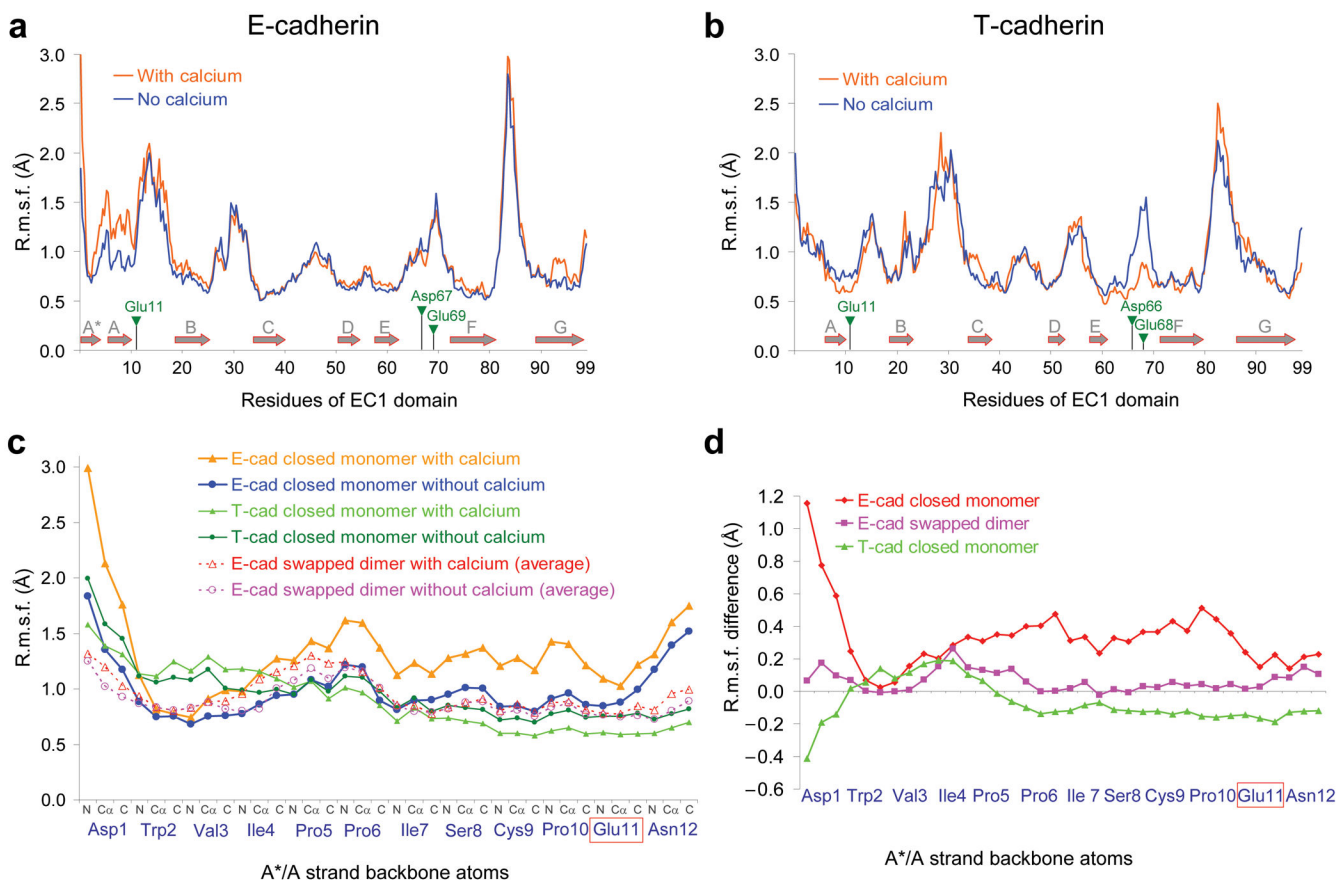 a
E-cadherin
R.m.s.f. (Å)
3.0
2.5
2.0
1.5
1.0
0.5
0.0
With calcium
No calcium
Glu11
Asp67
Glu69
A* A B C D E F G
10 20 30 40 50 60 70 80 90 99
Residues of EC1 domain
b
T-cadherin
R.m.s.f. (Å)
3.0
2.5
2.0
1.5
1.0
0.5
0.0
With calcium
No calcium
Glu11
Asp66
Glu68
A B C D E F G
10 20 30 40 50 60 70 80 90 99
Residues of EC1 domain
c
R.m.s.f. (Å)
3.0
2.5
2.0
1.5
1.0
0.5
0.0
E-cad closed monomer with calcium
E-cad closed monomer without calcium
T-cad closed monomer with calcium
T-cad closed monomer without calcium
E-cad swapped dimer with calcium (average)
E-cad swapped dimer without calcium (average)
N Cα C N Cα C N Cα C N Cα C N Cα C N Cα C N Cα C N Cα C N Cα C N Cα C N Cα C N Cα C
Asp1 Trp2 Val3 Ile4 Pro5 Pro6 Ile7 Ser8 Cys9 Pro10 Glu11 Asn12
A*/A strand backbone atoms
d
R.m.s.f. difference (Å)
1.2
1.0
0.8
0.6
0.4
0.2
0.0
−0.2
−0.4
−0.6
E-cad closed monomer
E-cad swapped dimer
T-cad closed monomer
Asp1 Trp2 Val3 Ile4 Pro5 Pro6 Ile 7 Ser8 Cys9 Pro10 Glu11 Asn12
A*/A strand backbone atoms